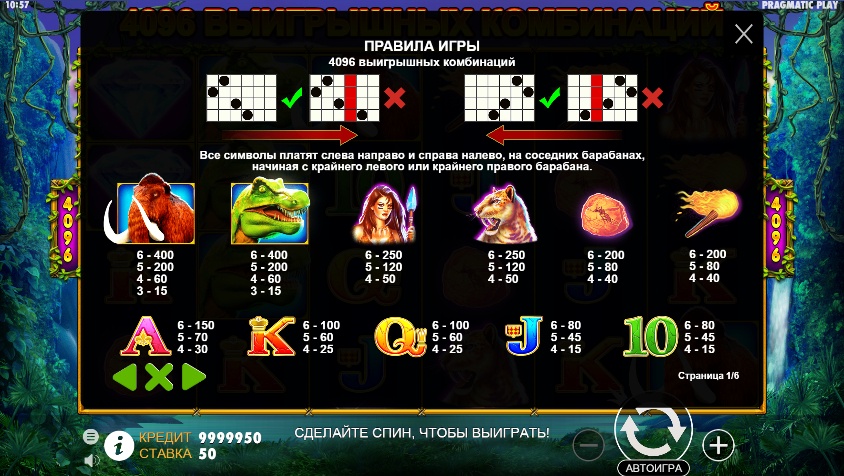 10:57
PRAGMATIC PLAY
4096 ВЫИГРЫШНЫХ КОМБИНАЦИЙ
ПРАВИЛА ИГРЫ
4096 выигрышных комбинаций
Все символы платят слева направо и справа налево, на соседних барабанах,
начиная с крайнего левого или крайнего правого барабана.
4096
4096
6 - 400
5 - 200
4 - 60
3 - 15
6 - 400
5 - 200
4 - 60
3 - 15
6 - 250
5 - 120
4 - 50
6 - 250
5 - 120
4 - 50
6 - 200
5 - 80
4 - 40
6 - 200
5 - 80
4 - 40
A
6 - 150
5 - 70
4 - 30
K
6 - 100
5 - 60
4 - 25
Q
6 - 100
5 - 60
4 - 25
J
6 - 80
5 - 45
4 - 15
10
6 - 80
5 - 45
4 - 15
Страница 1/6
i
КРЕДИТ 9999950
СТАВКА 50
СДЕЛАЙТЕ СПИН, ЧТОБЫ ВЫИГРАТЬ!
АВТОИГРА